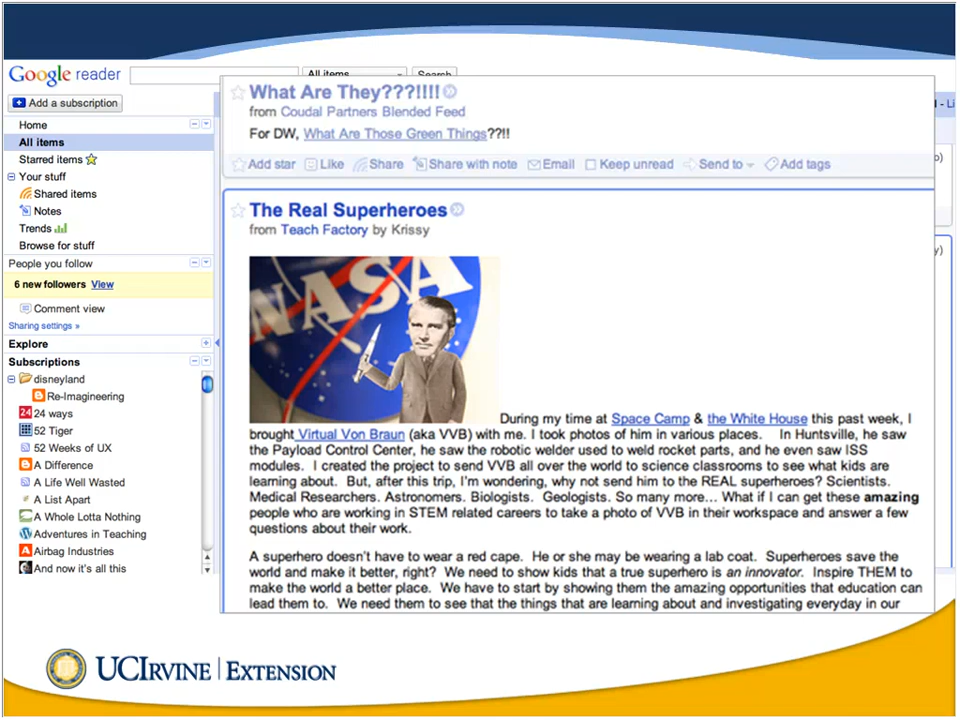 Google reader
All items
Search
Add a subscription
Home
All items
Starred items
Your stuff
Shared items
Notes
Trends
Browse for stuff
People you follow
6 new followers View
Comment view
Sharing settings »
Explore
Subscriptions
disneyland
Re-Imagineering
24 24 ways
52 Tiger
52 Weeks of UX
A Difference
A Life Well Wasted
A List Apart
A Whole Lotta Nothing
Adventures in Teaching
Airbag Industries
And now it's all this
What Are They???!!!!
from Coudal Partners Blended Feed
For DW, What Are Those Green Things??!!
Add star Like Share Share with note Email Keep unread Send to Add tags
The Real Superheroes
from Teach Factory by Krissy
NASA
During my time at Space Camp & the White House this past week, I
brought Virtual Von Braun (aka VVB) with me. I took photos of him in various places. In Huntsville, he saw
the Payload Control Center, he saw the robotic welder used to weld rocket parts, and he even saw ISS
modules. I created the project to send VVB all over the world to science classrooms to see what kids are
learning about. But, after this trip, I'm wondering, why not send him to the REAL superheroes? Scientists.
Medical Researchers. Astronomers. Biologists. Geologists. So many more… What if I can get these amazing
people who are working in STEM related careers to take a photo of VVB in their workspace and answer a few
questions about their work.
A superhero doesn't have to wear a red cape. He or she may be wearing a lab coat. Superheroes save the
world and make it better, right? We need to show kids that a true superhero is an innovator. Inspire THEM to
make the world a better place. We have to start by showing them the amazing opportunities that education can
lead them to. We need them to see that the things that are learning about and investigating everyday in our
UCIRVINE | EXTENSION